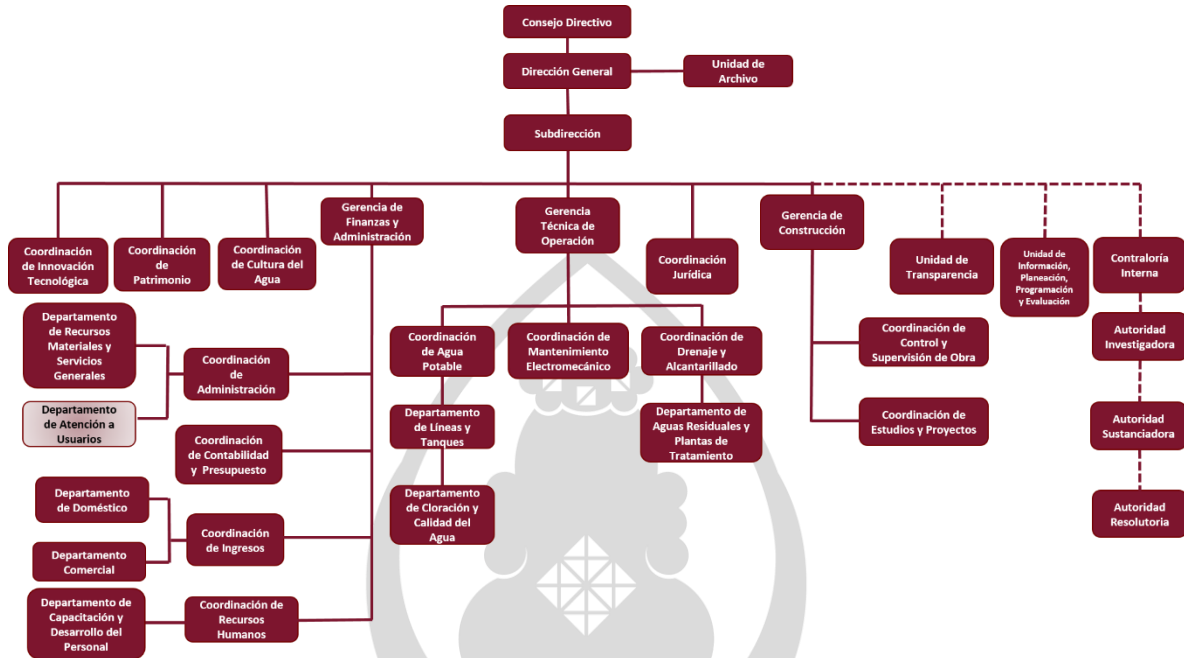 Consejo Directivo
Dirección General
Unidad de
Archivo
Subdirección
Coordinación
de Innovación
Tecnológica
Coordinación
de
Patrimonio
Coordinación
de Cultura del
Agua
Gerencia de
Finanzas y
Administración
Gerencia
Técnica de
Operación
Coordinación
Jurídica
Gerencia de
Construcción
Unidad de
Transparencia
Unidad de
Información,
Planeación,
Programación
y Evaluación
Contraloría
Interna
Departamento
de Recursos
Materiales y
Servicios
Generales
Coordinación
de
Administración
Departamento
de Atención a
Usuarios
Coordinación
de Contabilidad
y Presupuesto
Departamento
de Doméstico
Coordinación
de Ingresos
Departamento
Comercial
Departamento de
Capacitación y
Desarrollo del
Personal
Coordinación de
Recursos
Humanos
Coordinación
de Agua
Potable
Coordinación de
Mantenimiento
Electromecánico
Coordinación de
Drenaje y
Alcantarillado
Departamento
de Líneas y
Tanques
Departamento de
Aguas Residuales y
Plantas de
Tratamiento
Departamento
de Cloración y
Calidad del
Agua
Coordinación de
Control y
Supervisión de Obra
Coordinación de
Estudios y Proyectos
Autoridad
Investigadora
Autoridad
Sustanciadora
Autoridad
Resolutoria